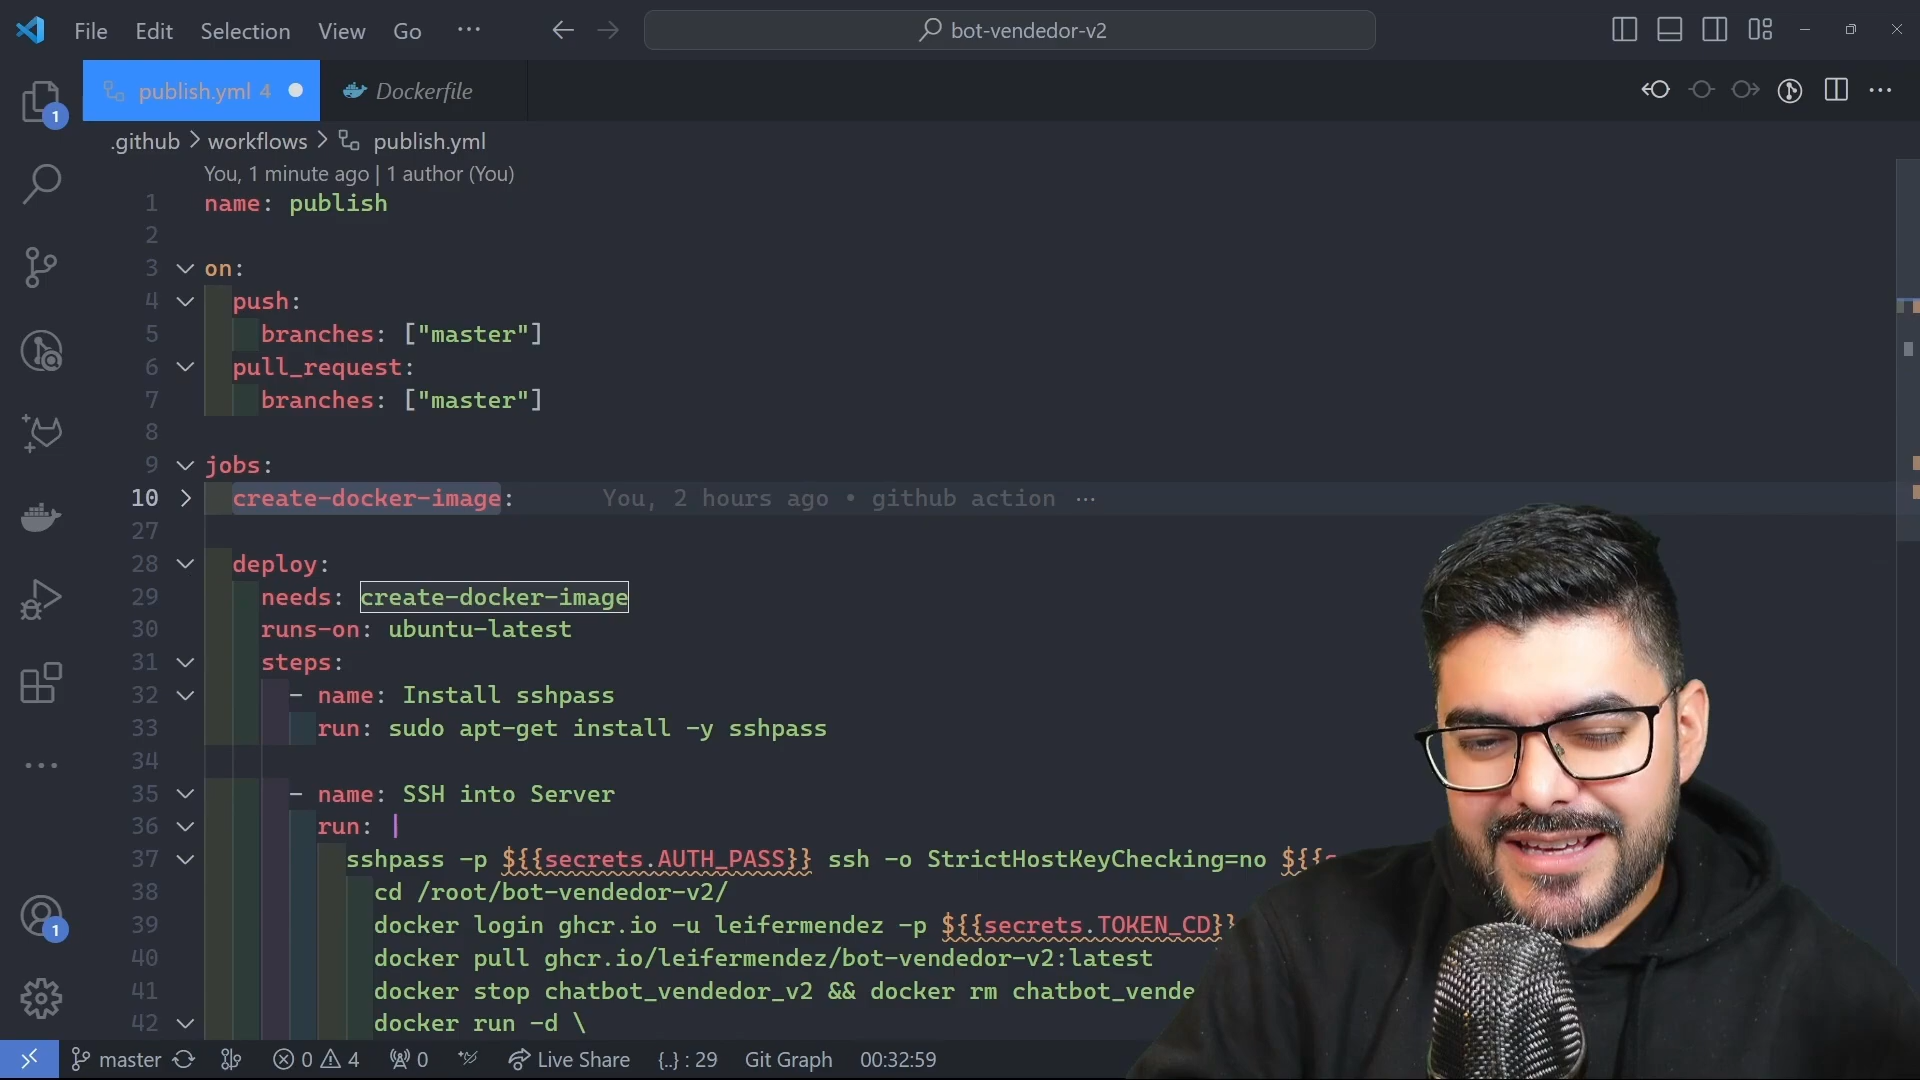 File Edit Selection View Go ··· bot-vendedor-v2
publish.yml 4 Dockerfile
1
.github > workflows > publish.yml
You, 1 minute ago | 1 author (You)
1 name: publish
2
3 on:
4 push:
5 branches: ["master"]
6 pull_request:
7 branches: ["master"]
8
9 jobs:
10 create-docker-image: You, 2 hours ago • github action ···
27
28 deploy:
29 needs: create-docker-image
30 runs-on: ubuntu-latest
31 steps:
32 - name: Install sshpass
33 run: sudo apt-get install -y sshpass
34
35 - name: SSH into Server
36 run: |
37 sshpass -p ${{secrets.AUTH_PASS}} ssh -o StrictHostKeyChecking=no ${{s
38 cd /root/bot-vendedor-v2/
39 docker login ghcr.io -u leifermendez -p ${{secrets.TOKEN_CD}}
40 docker pull ghcr.io/leifermendez/bot-vendedor-v2:latest
41 docker stop chatbot_vendedor_v2 && docker rm chatbot_vende
42 docker run -d \
1
master 0 4 0 Live Share {..} : 29 Git Graph 00:32:59